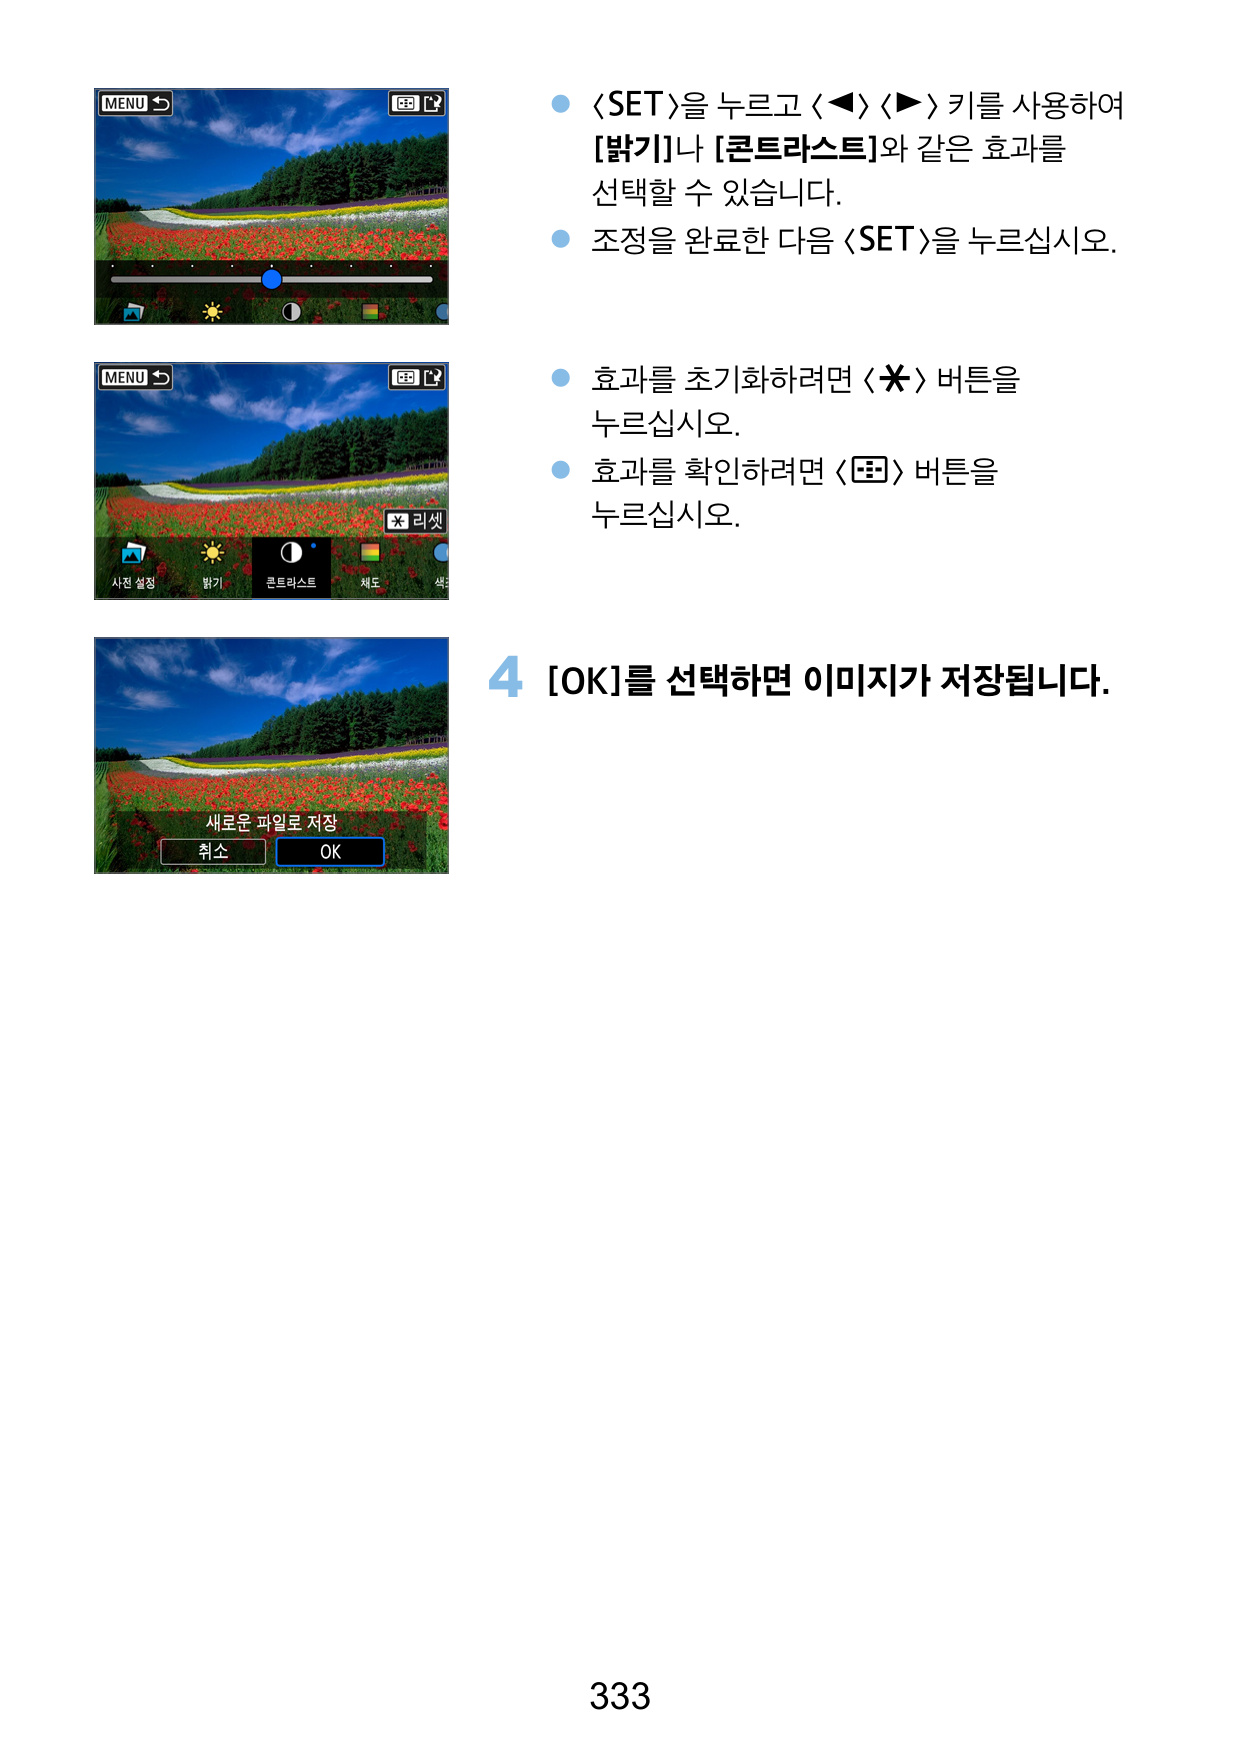 MENU
● 〈SET〉을 누르고〈◀〉〈▶〉키를 사용하여
[밝기]나 [콘트라스트]와 같은 효과를
선택할 수 있습니다.
● 조정을 완료한 다음〈SET〉을 누르십시오.
MENU
리셋
사전 설정 밝기 콘트라스트 채도
● 효과를 초기화하려면〈✱〉버튼을
누르십시오.
● 효과를 확인하려면〈〉버튼을
누르십시오.
새로운 파일로 저장
취소 OK
4 [OK]를 선택하면 이미지가 저장됩니다.
333